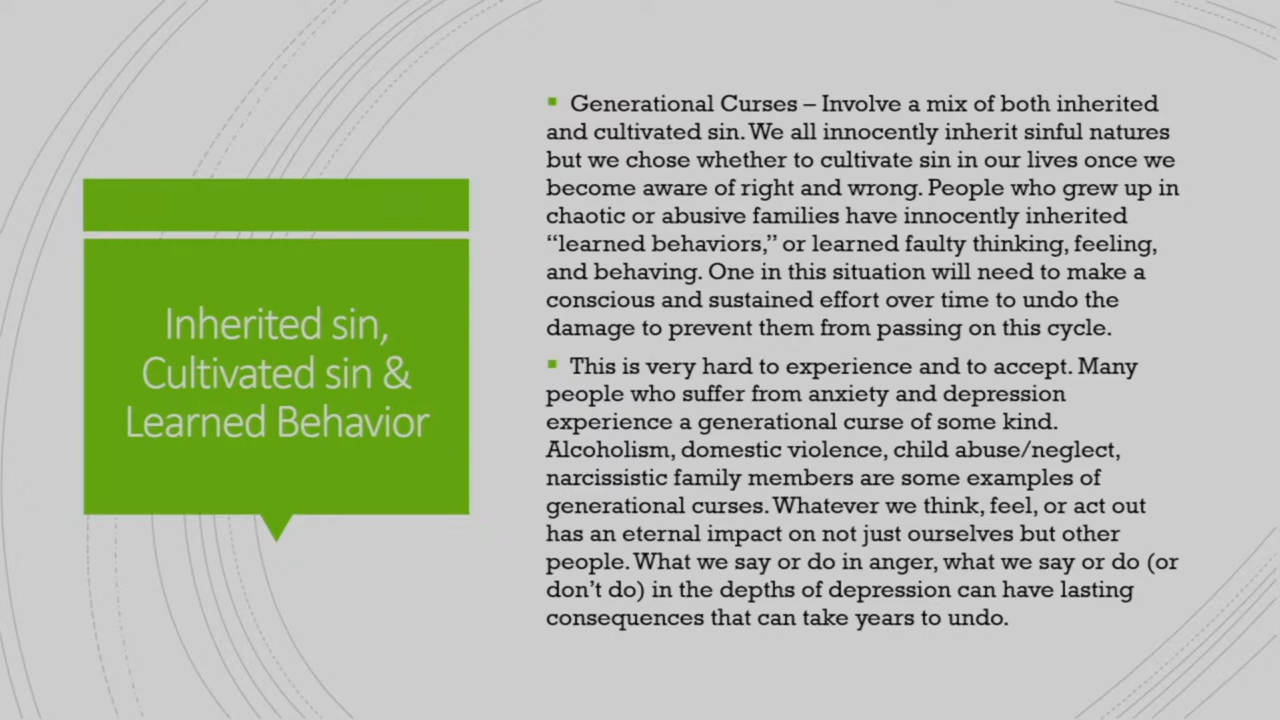 Inherited sin,
Cultivated sin &
Learned Behavior
Generational Curses – Involve a mix of both inherited
and cultivated sin. We all innocently inherit sinful natures
but we chose whether to cultivate sin in our lives once we
become aware of right and wrong. People who grew up in
chaotic or abusive families have innocently inherited
“learned behaviors,” or learned faulty thinking, feeling,
and behaving. One in this situation will need to make a
conscious and sustained effort over time to undo the
damage to prevent them from passing on this cycle.
This is very hard to experience and to accept. Many
people who suffer from anxiety and depression
experience a generational curse of some kind.
Alcoholism, domestic violence, child abuse/neglect,
narcissistic family members are some examples of
generational curses. Whatever we think, feel, or act out
has an eternal impact on not just ourselves but other
people. What we say or do in anger, what we say or do (or
don’t do) in the depths of depression can have lasting
consequences that can take years to undo.